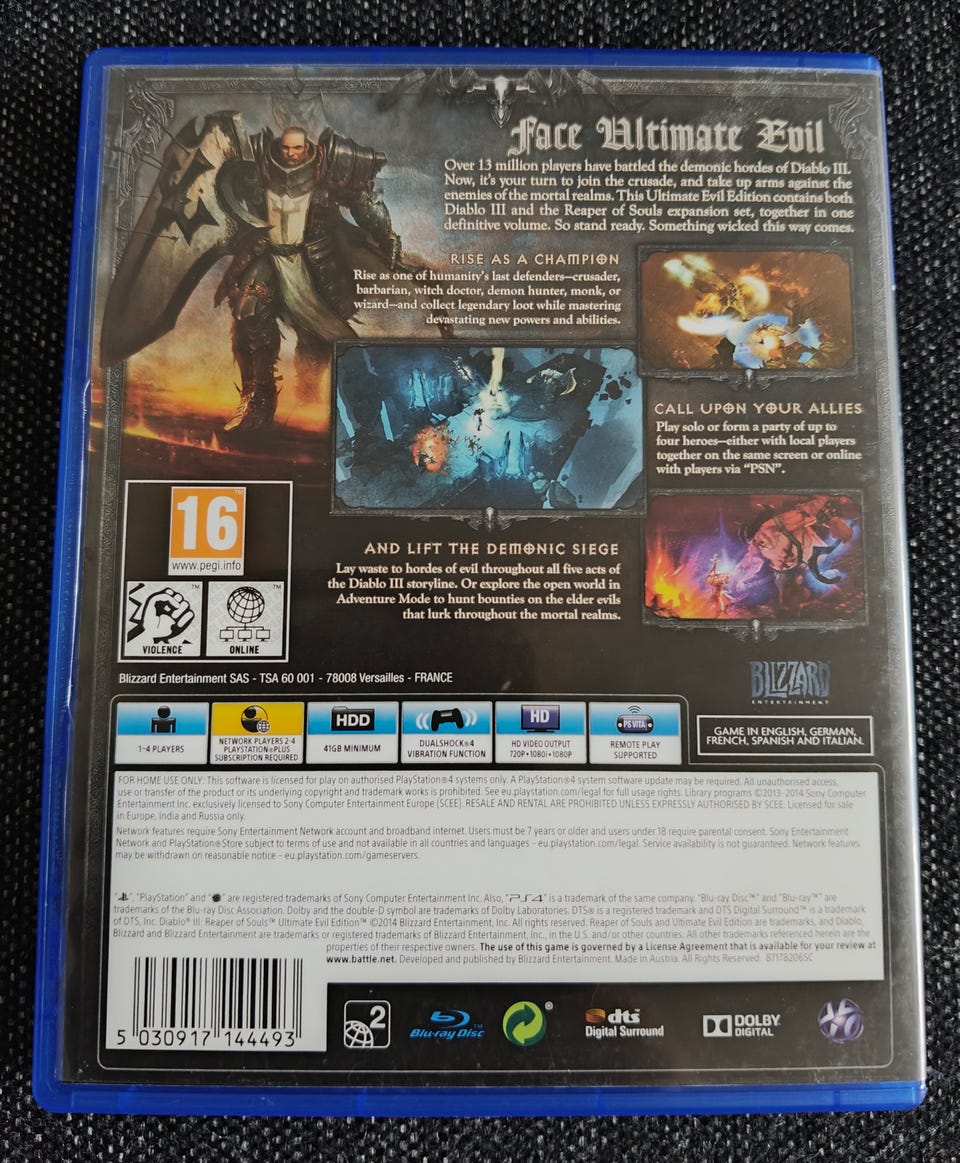 Face Ultimate Evil
Over 13 million players have battled the demonic hordes of Diablo III.
Now, it's your turn to join the crusade, and take up arms against the
enemies of the mortal realms. This Ultimate Evil Edition contains both
Diablo III and the Reaper of Souls expansion set, together in one
definitive volume. So stand ready. Something wicked this way comes.
RISE AS A CHAMPION
Rise as one of humanity's last defenders—crusader,
barbarian, witch doctor, demon hunter, monk, or
wizard—and collect legendary loot while mastering
devastating new powers and abilities.
CALL UPON YOUR ALLIES
Play solo or form a party of up to
four heroes—either with local players
together on the same screen or online
with players via "PSN".
16
www.pegi.info
VIOLENCE
ONLINE
AND LIFT THE DEMONIC SIEGE
Lay waste to hordes of evil throughout all five acts of
the Diablo III storyline. Or explore the open world in
Adventure Mode to hunt bounties on the elder evils
that lurk throughout the mortal realms.
Blizzard Entertainment SAS - TSA 60 001 - 78008 Versailles - FRANCE
BLIZZARD
ENTERTAINMENT
1-4 PLAYERS
NETWORK PLAYERS 2-4
PLAYSTATION®PLUS
SUBSCRIPTION REQUIRED
HDD
41GB MINIMUM
DUALSHOCK®4
VIBRATION FUNCTION
HD
HD VIDEO OUTPUT
720P•1080i•1080P
PS VITA
REMOTE PLAY
SUPPORTED
GAME IN ENGLISH, GERMAN,
FRENCH, SPANISH AND ITALIAN.
FOR HOME USE ONLY: This software is licensed for play on authorised PlayStation®4 systems only. A PlayStation®4 system software update may be required. All unauthorised access,
use or transfer of the product or its underlying copyright and trademark works is prohibited. See eu.playstation.com/legal for full usage rights. Library programs ©2013-2014 Sony Computer
Entertainment Inc. exclusively licensed to Sony Computer Entertainment Europe (SCEE). RESALE AND RENTAL ARE PROHIBITED UNLESS EXPRESSLY AUTHORISED BY SCEE. Licensed for sale
in Europe, India and Russia only.
Network features require Sony Entertainment Network account and broadband internet. Users must be 7 years or older and users under 18 require parental consent. Sony Entertainment
Network and PlayStation®Store subject to terms of use and not available in all countries and languages - eu.playstation.com/legal. Service availability is not guaranteed. Network features
may be withdrawn on reasonable notice - eu.playstation.com/gameservers.
" ", "PlayStation" and " " are registered trademarks of Sony Computer Entertainment Inc. Also, "PS4" is a trademark of the same company. "Blu-ray Disc™" and "Blu-ray™" are
trademarks of the Blu-ray Disc Association. Dolby and the double-D symbol are trademarks of Dolby Laboratories. DTS® is a registered trademark and DTS Digital Surround™ is a trademark
of DTS, Inc. Diablo® III: Reaper of Souls™ Ultimate Evil Edition™ ©2014 Blizzard Entertainment, Inc. All rights reserved. Reaper of Souls and Ultimate Evil Edition are trademarks, and Diablo,
Blizzard and Blizzard Entertainment are trademarks or registered trademarks of Blizzard Entertainment, Inc., in the U.S. and/or other countries. All other trademarks referenced herein are the
properties of their respective owners. The use of this game is governed by a License Agreement that is available for your review at
www.battle.net. Developed and published by Blizzard Entertainment. Made in Austria. All Rights Reserved. 87178206SC
5 030917 144493
2
Blu-ray Disc™
dts
Digital Surround
DOLBY
DIGITAL